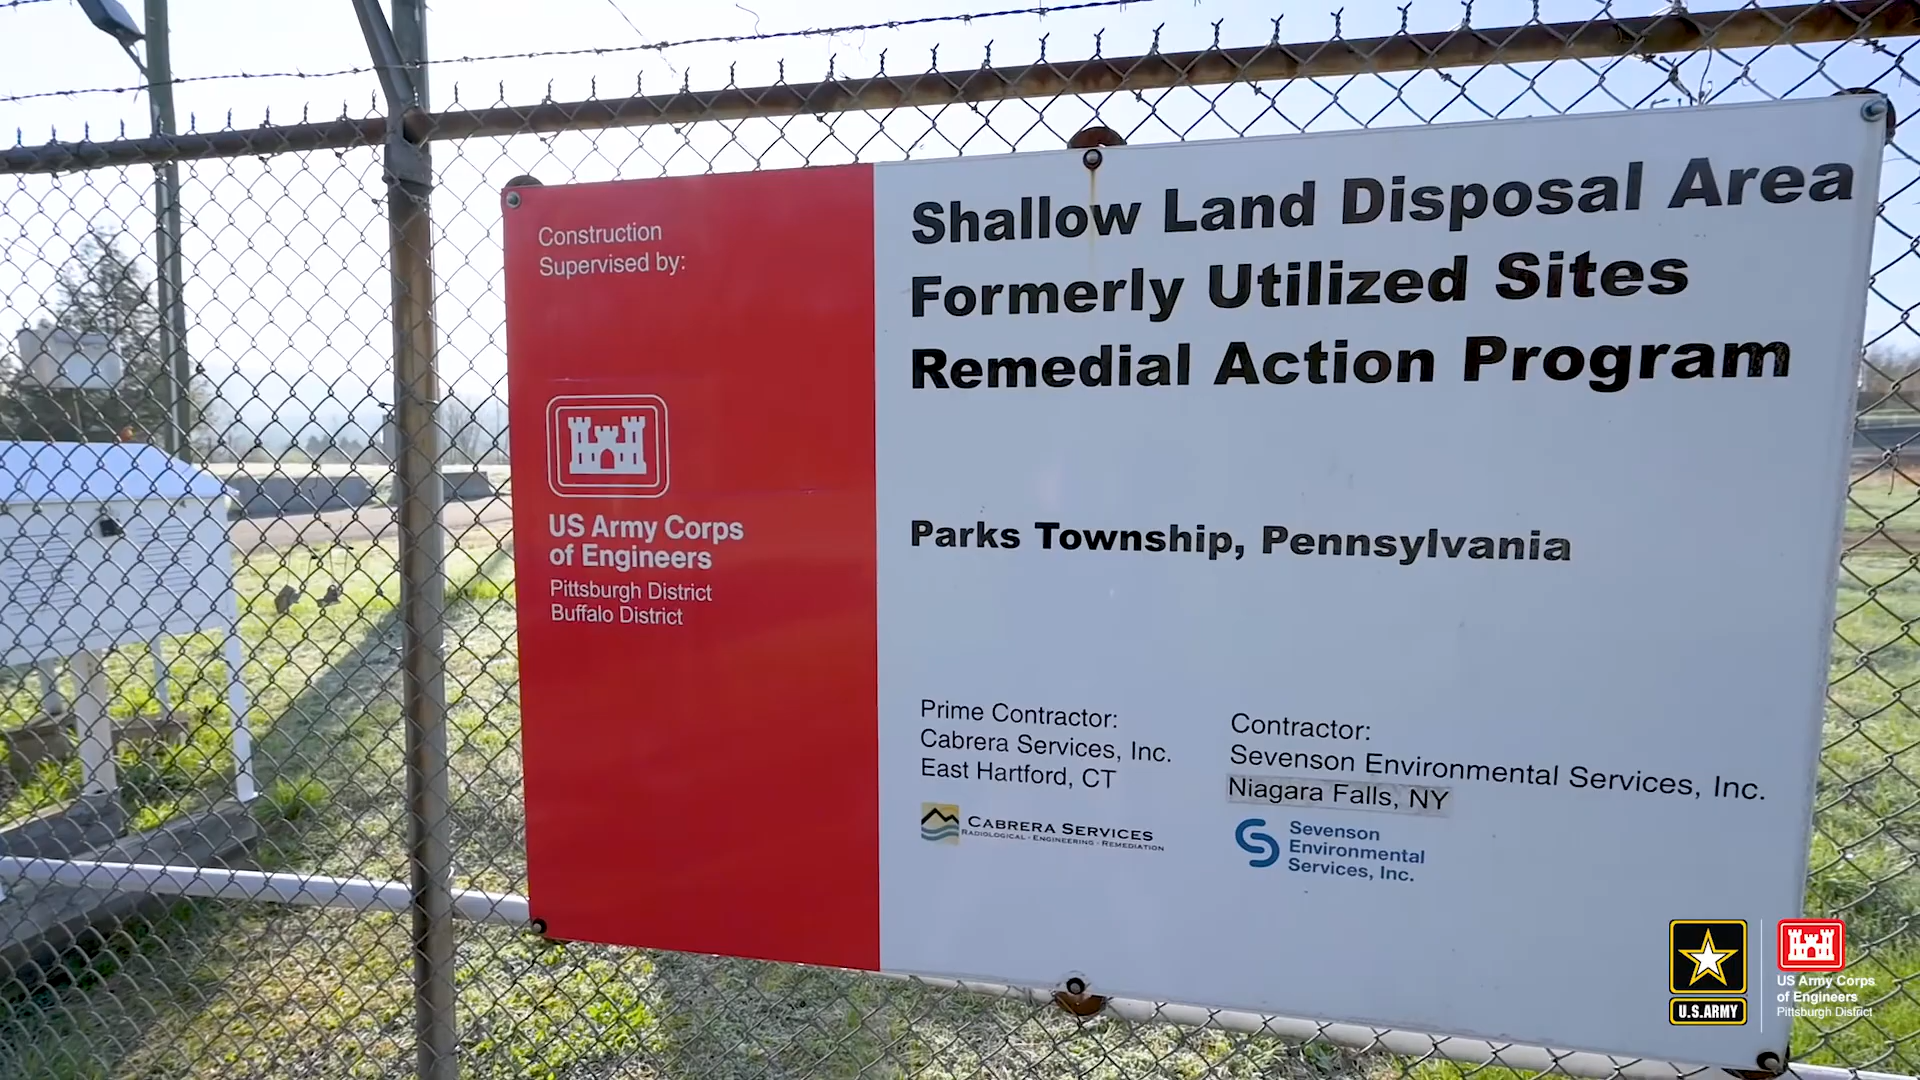 Construction
Supervised by:
US Army Corps
of Engineers
Pittsburgh District
Buffalo District
Shallow Land Disposal Area
Formerly Utilized Sites
Remedial Action Program
Parks Township, Pennsylvania
Prime Contractor:
Cabrera Services, Inc.
East Hartford, CT
CABRERA SERVICES
RADIOLOGICAL · ENGINEERING · REMEDIATION
Contractor:
Sevenson Environmental Services, Inc.
Niagara Falls, NY
Sevenson
Environmental
Services, Inc.
U.S. ARMY
US Army Corps
of Engineers
Pittsburgh District